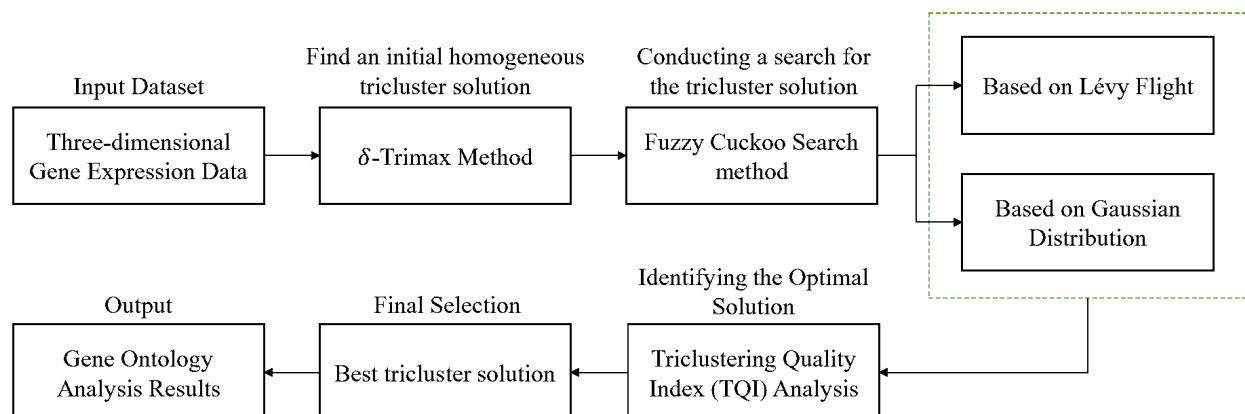 Input Dataset
Three-dimensional
Gene Expression Data
Find an initial homogeneous
tricluster solution
δ-Trimax Method
Conducting a search for
the tricluster solution
Fuzzy Cuckoo Search
method
Based on Lévy Flight
Based on Gaussian
Distribution
Identifying the Optimal
Solution
Triclustering Quality
Index (TQI) Analysis
Final Selection
Best tricluster solution
Output
Gene Ontology
Analysis Results